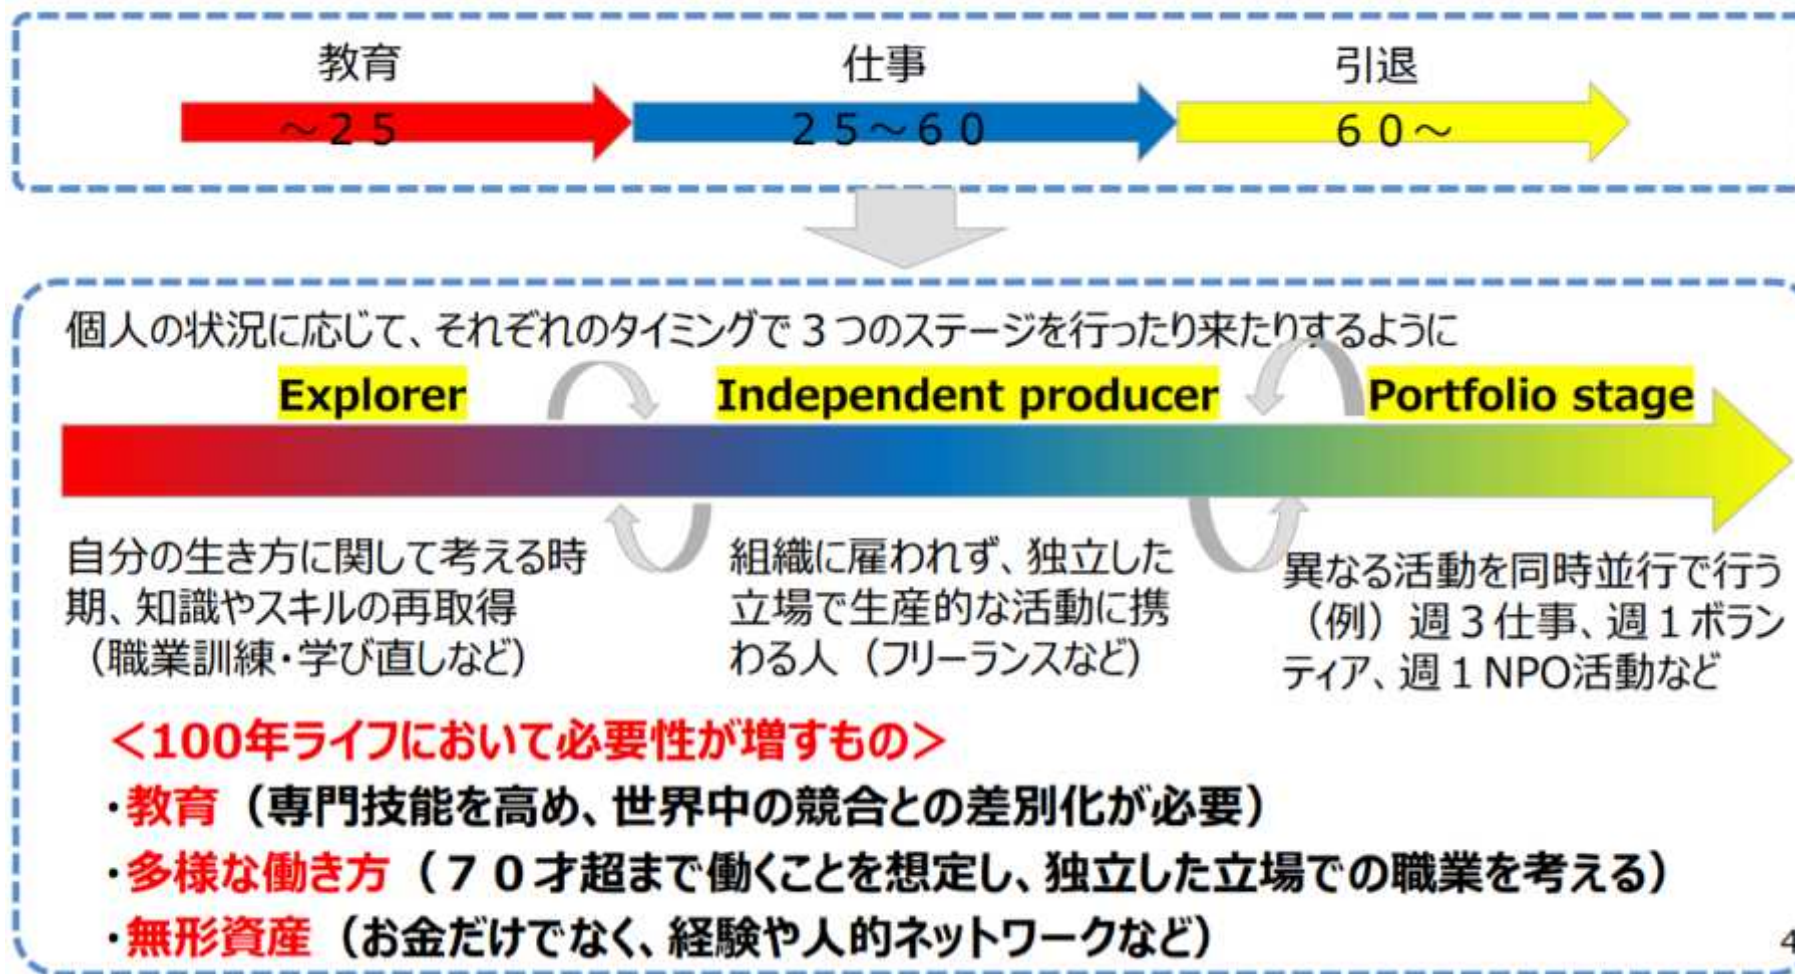 教育
仕事
引退
～２５
２５～６０
６０～
個人の状況に応じて、それぞれのタイミングで３つのステージを行ったり来たりするように
Explorer
Independent producer
Portfolio stage
自分の生き方に関して考える時
期、知識やスキルの再取得
（職業訓練・学び直しなど）
組織に雇われず、独立した
立場で生産的な活動に携
わる人（フリーランスなど）
異なる活動を同時並行で行う
（例）週３仕事、週１ボラン
ティア、週１NPO活動など
＜100年ライフにおいて必要性が増すもの＞
・教育（専門技能を高め、世界中の競合との差別化が必要）
・多様な働き方（７０才超まで働くことを想定し、独立した立場での職業を考える）
・無形資産（お金だけでなく、経験や人的ネットワークなど）
4